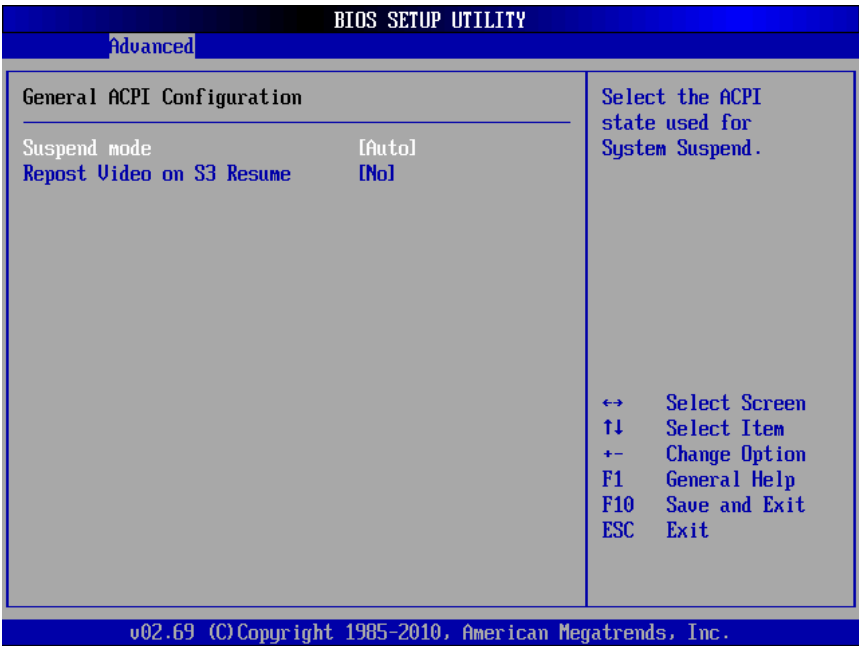 BIOS SETUP UTILITY
Advanced
General ACPI Configuration
Suspend mode [Auto]
Repost Video on S3 Resume [No]
Select the ACPI
state used for
System Suspend.
↔ Select Screen
↑↓ Select Item
+- Change Option
F1 General Help
F10 Save and Exit
ESC Exit
v02.69 (C)Copyright 1985-2010, American Megatrends, Inc.